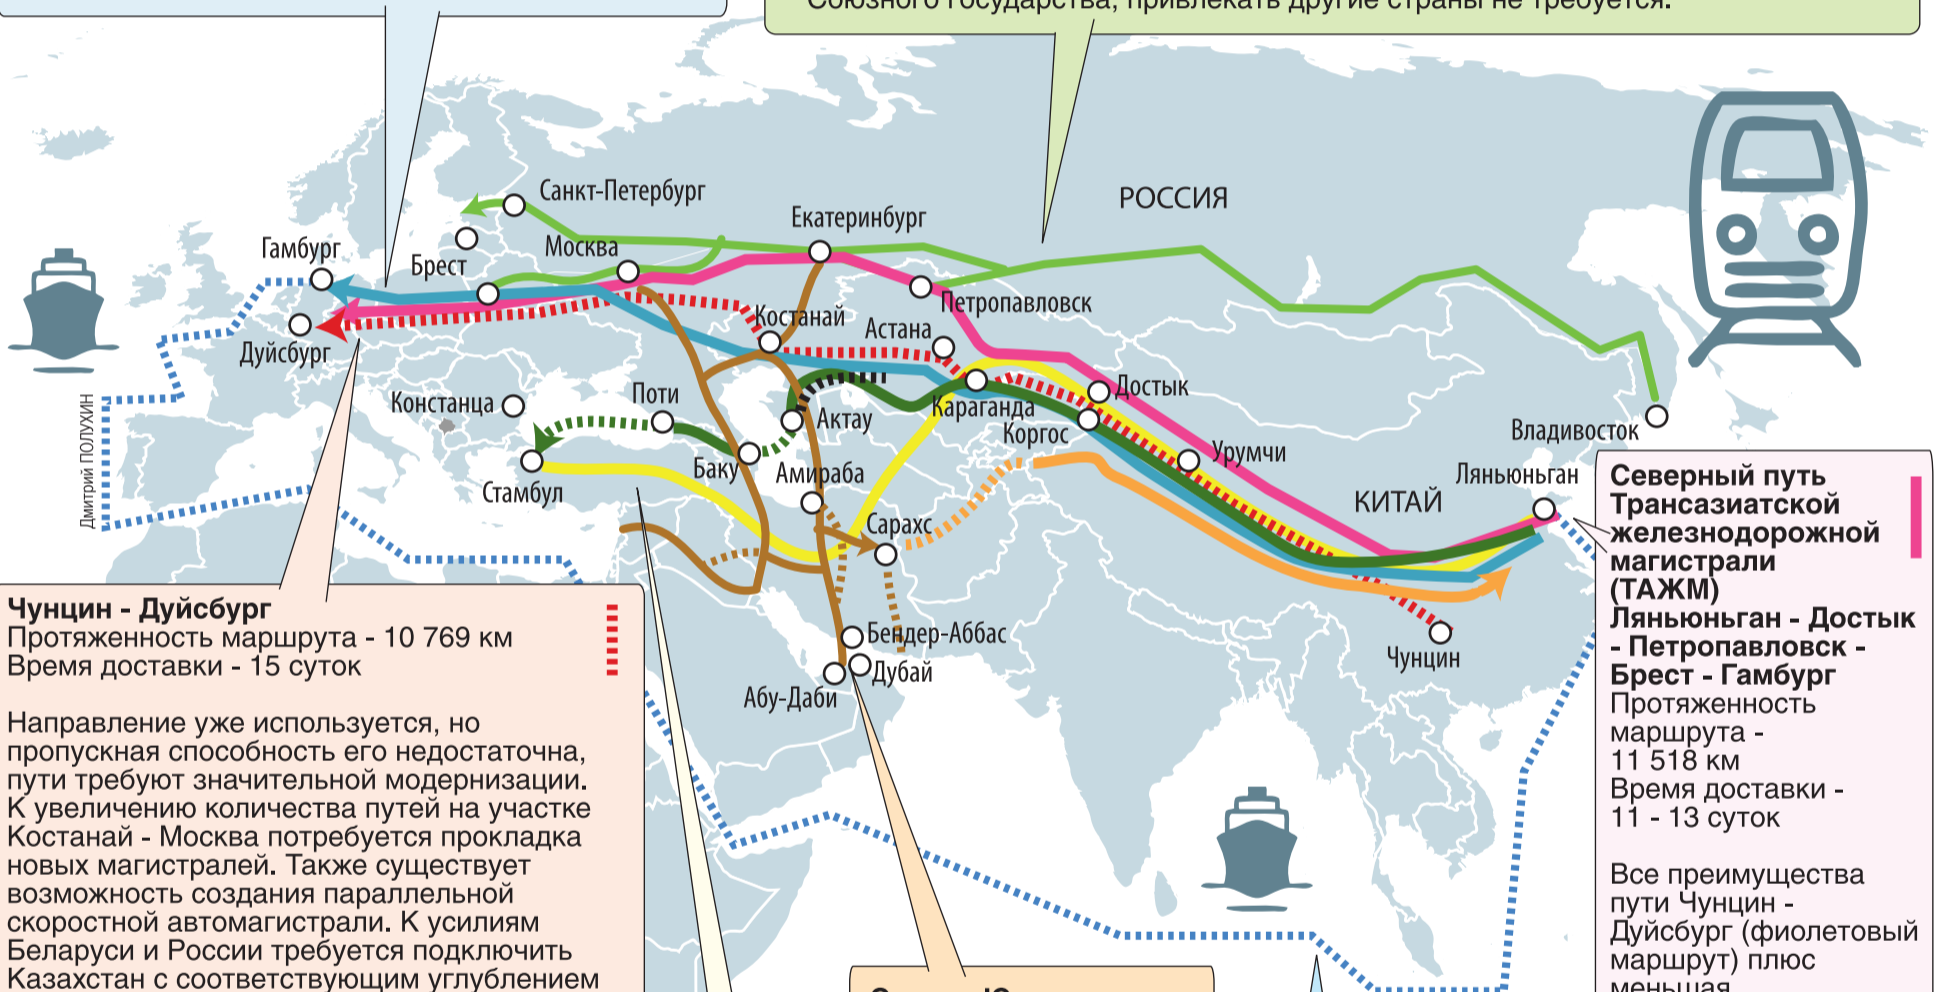 Союзного государства, привлекать другие страны не требуется.
РОССИЯ
Санкт-Петербург
Екатеринбург
Гамбург
Москва
Брест
Петропавловск
Костанай
Астана
Дуйсбург
Достык
Поти
Констанца
Караганда
Актау
Коргос
Владивосток
Урумчи
Баку
Амираба
Ляньюньган
Стамбул
КИТАЙ
Сарахс
Дмитрий ПОЛУХИН
Бендер-Аббас
Чунцин
Дубай
Абу-Даби
Чунцин - Дуйсбург
Протяженность маршрута - 10 769 км
Время доставки - 15 суток
Направление уже используется, но
пропускная способность его недостаточна,
пути требуют значительной модернизации.
К увеличению количества путей на участке
Костанай - Москва потребуется прокладка
новых магистралей. Также существует
возможность создания параллельной
скоростной автомагистрали. К усилиям
Беларуси и России требуется подключить
Казахстан с соответствующим углублением
Северный путь
Трансазиатской
железнодорожной
магистрали
(ТАЖМ)
Ляньюньган - Достык
- Петропавловск -
Брест - Гамбург
Протяженность
маршрута -
11 518 км
Время доставки -
11 - 13 суток
Все преимущества
пути Чунцин -
Дуйсбург (фиолетовый
маршрут) плюс
меньшая